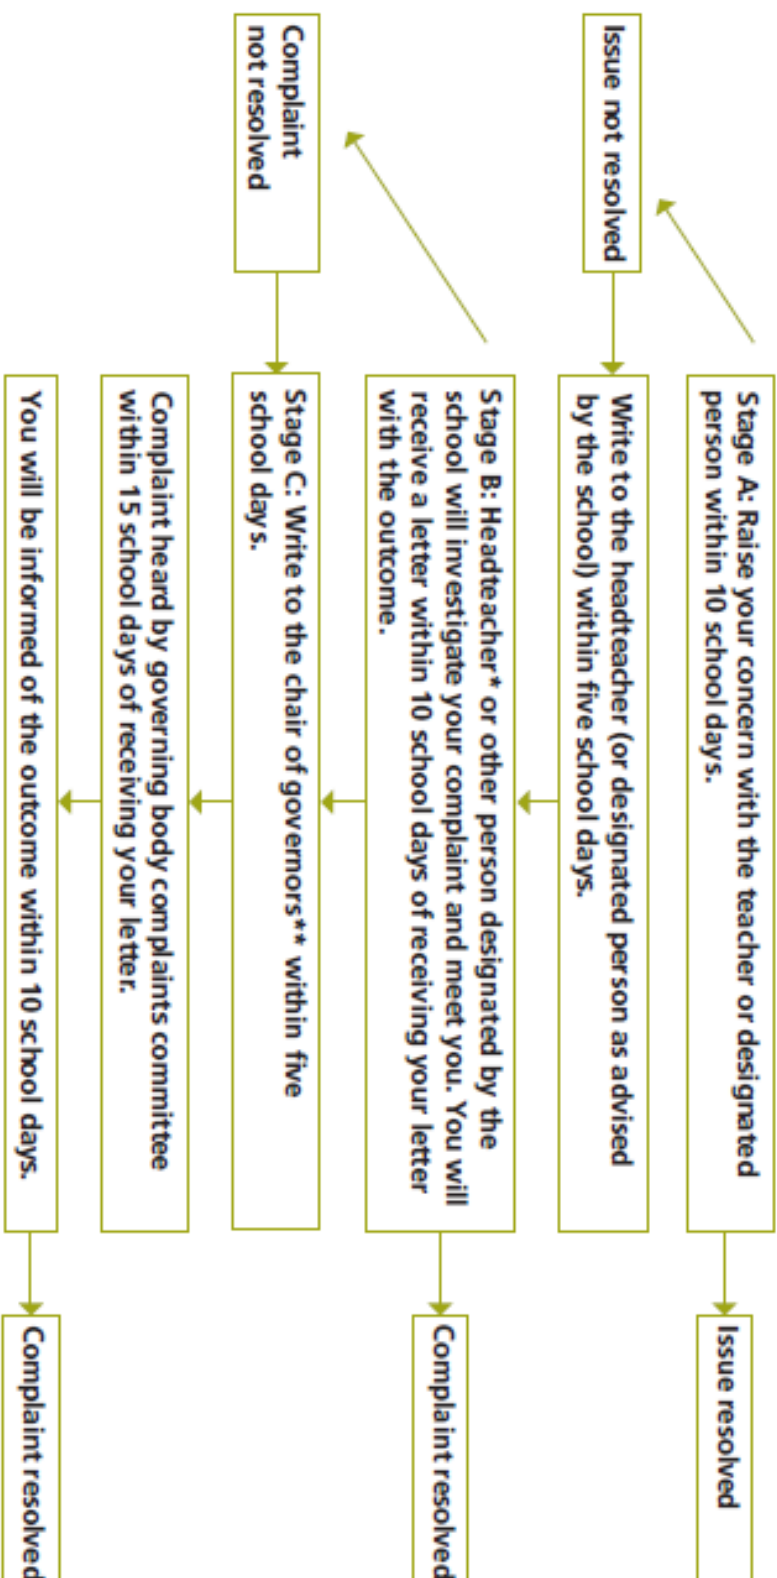 Stage A: Raise your concern with the teacher or designated
person within 10 school days.
Issue resolved
Issue not resolved
Write to the headteacher (or designated person as advised
by the school) within five school days.
Stage B: Headteacher* or other person designated by the
school will investigate your complaint and meet you. You will
receive a letter within 10 school days of receiving your letter
with the outcome.
Complaint resolved
Complaint
not resolved
Stage C: Write to the chair of governors** within five
school days.
Complaint heard by governing body complaints committee
within 15 school days of receiving your letter.
You will be informed of the outcome within 10 school days.
Complaint resolved